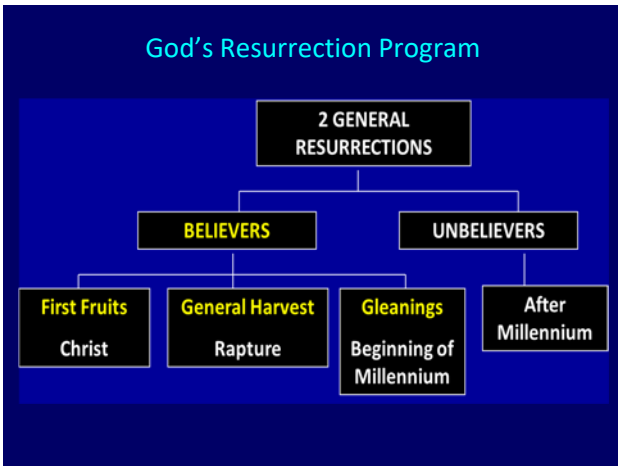 God’s Resurrection Program
2 GENERAL
RESURRECTIONS
BELIEVERS
UNBELIEVERS
First Fruits
Christ
General Harvest
Rapture
Gleanings
Beginning of
Millennium
After
Millennium